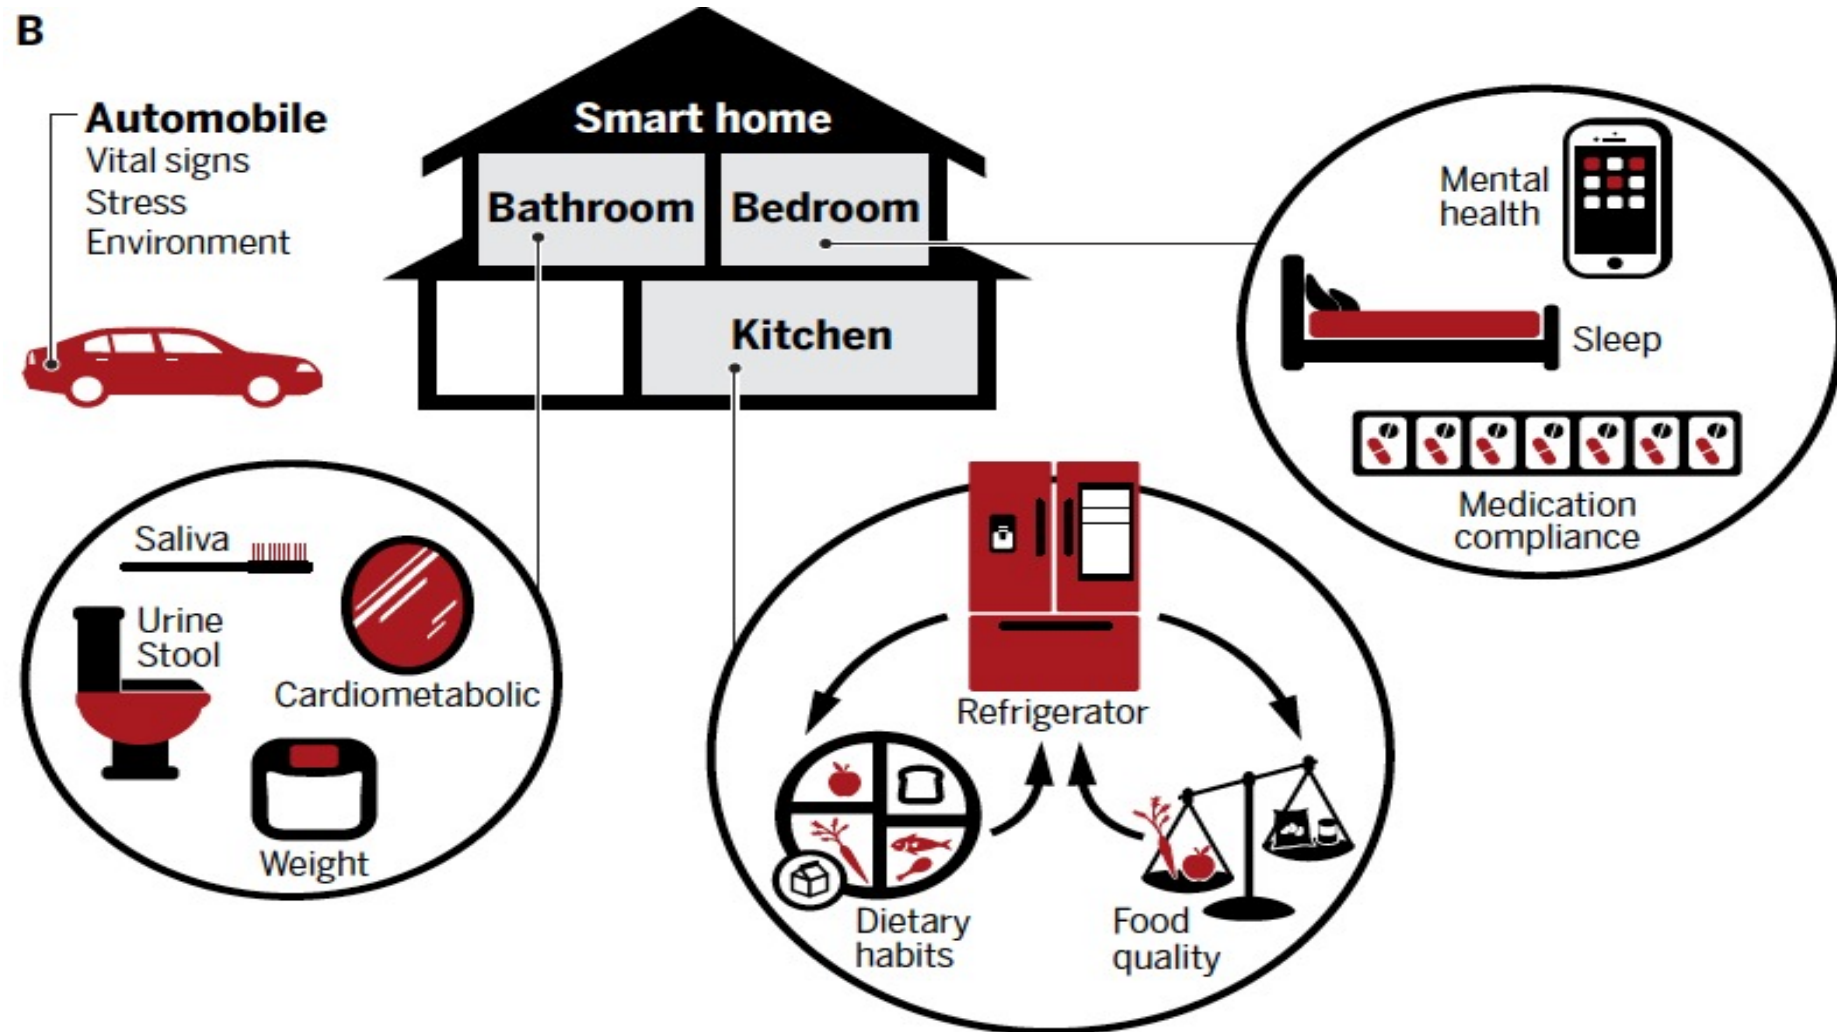 B
Automobile
Vital signs
Stress
Environment
Smart home
Bathroom
Bedroom
Kitchen
Mental
health
Sleep
Medication
compliance
Saliva
Urine
Stool
Cardiometabolic
Weight
Refrigerator
Dietary
habits
Food
quality